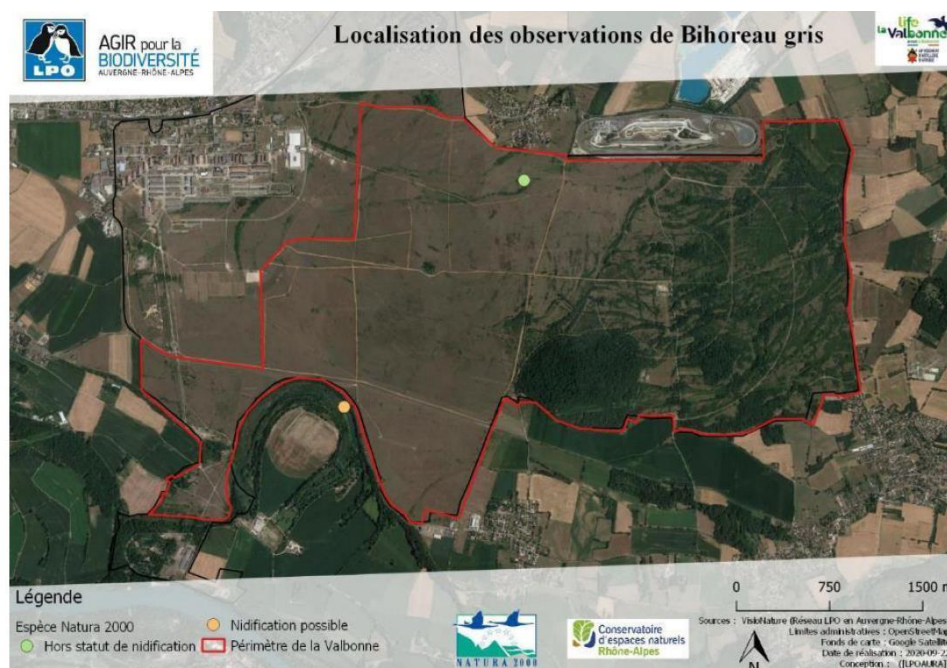 Localisation des observations de Bihoreau gris
LPO
AGIR pour la
BIODIVERSITÉ
AUVERGNE-RHÔNE-ALPES
life
La Valbonne
Légende
Espèce Natura 2000
Hors statut de nidification
Nidification possible
Périmètre de la Valbonne
NATURA 2000
Conservatoire
d'espaces naturels
Rhône-Alpes
0 750 1500 m
Sources : VisioNature (Réseau LPO en Auvergne-Rhône-Alpes
Limites administratives : OpenStreetMap
Fonds de carte : Google Satellite
Date de réalisation : 2020-09-2
Conception : (LPOAURA
N